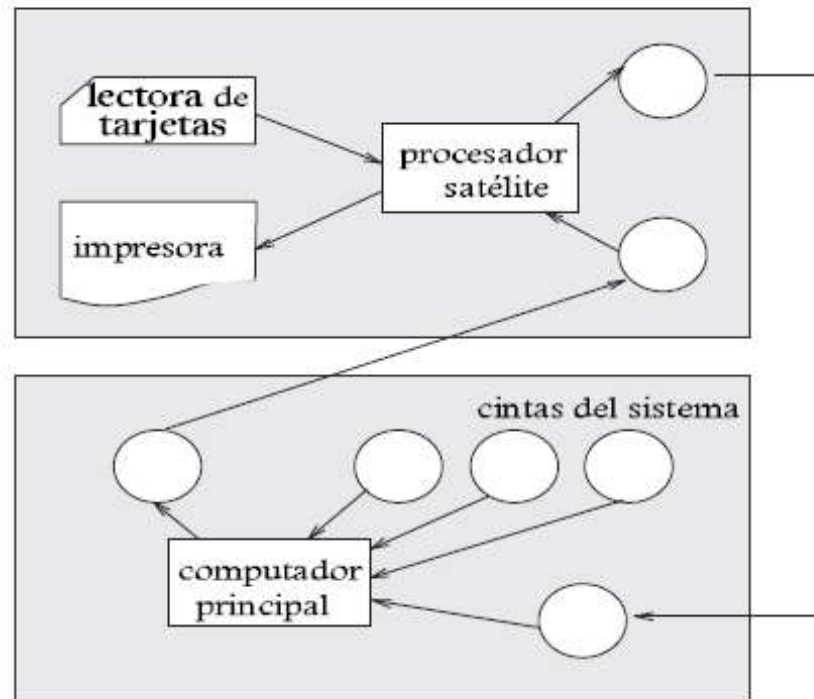 lectora de
tarjetas
procesador
satélite
impresora
cintas del sistema
computador
principal